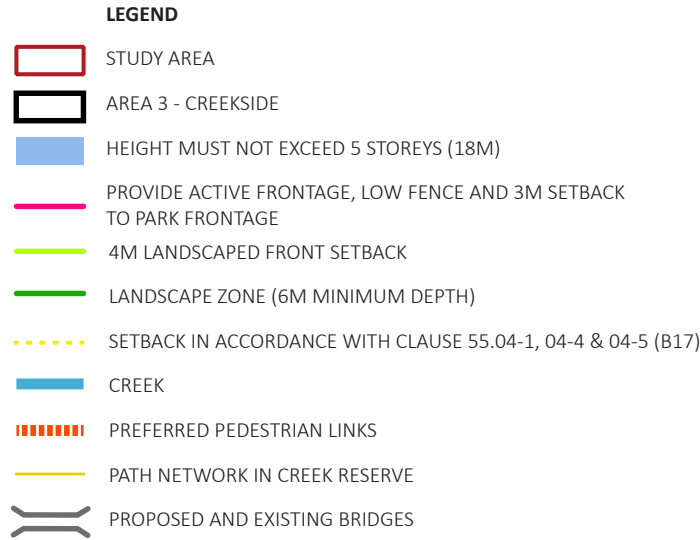 LEGEND
STUDY AREA
AREA 3 - CREEKSIDE
HEIGHT MUST NOT EXCEED 5 STOREYS (18M)
PROVIDE ACTIVE FRONTAGE, LOW FENCE AND 3M SETBACK
TO PARK FRONTAGE
4M LANDSCAPED FRONT SETBACK
LANDSCAPE ZONE (6M MINIMUM DEPTH)
SETBACK IN ACCORDANCE WITH CLAUSE 55.04-1, 04-4 & 04-5 (B17)
CREEK
PREFERRED PEDESTRIAN LINKS
PATH NETWORK IN CREEK RESERVE
PROPOSED AND EXISTING BRIDGES